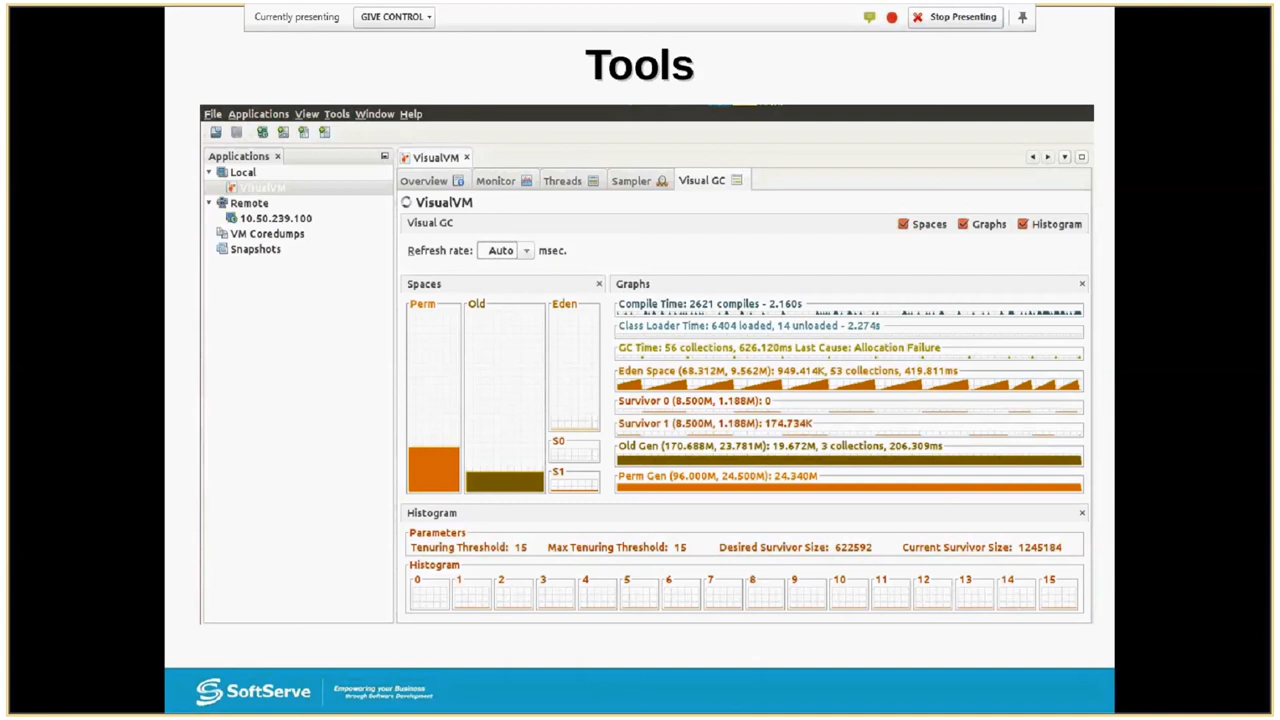 Currently presenting GIVE CONTROL Stop Presenting
Tools
File Applications View Tools Window Help
Applications
VisualVM
Local
VisualVM
Remote
10.50.239.100
VM Coredumps
Snapshots
Overview Monitor Threads Sampler Visual GC
VisualVM
Visual GC Spaces Graphs Histogram
Refresh rate: Auto msec.
Spaces
Perm Old Eden
S0
S1
Graphs
Compile Time: 2621 compiles - 2.160s
Class Loader Time: 6404 loaded, 14 unloaded - 2.274s
GC Time: 56 collections, 626.120ms Last Cause: Allocation Failure
Eden Space (68.312M, 9.562M): 949.414K, 53 collections, 419.811ms
Survivor 0 (8.500M, 1.188M): 0
Survivor 1 (8.500M, 1.188M): 174.734K
Old Gen (170.688M, 23.781M): 19.672M, 3 collections, 206.309ms
Perm Gen (96.000M, 24.500M): 24.340M
Histogram
Parameters
Tenuring Threshold: 15 Max Tenuring Threshold: 15 Desired Survivor Size: 622592 Current Survivor Size: 1245184
Histogram
0 1 2 3 4 5 6 7 8 9 10 11 12 13 14 15
SoftServe
Empowering your Business
through Software Development